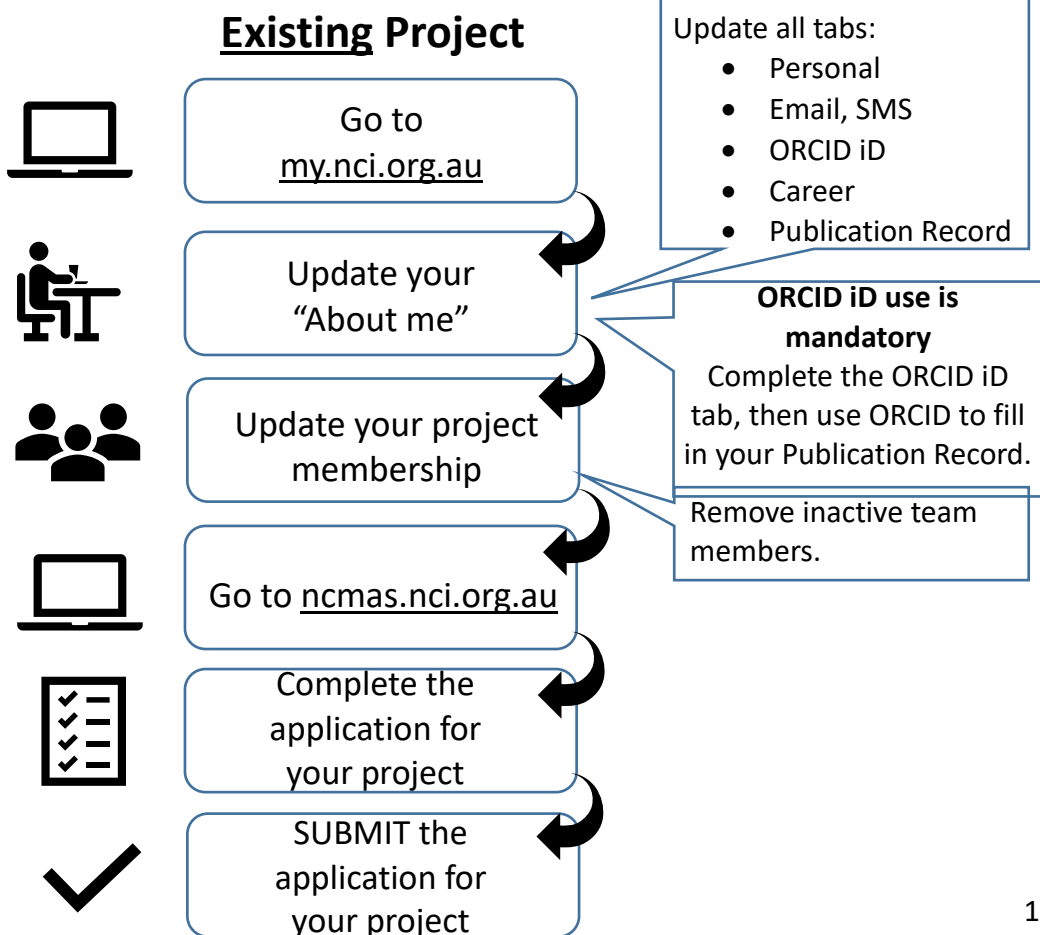 Existing Project
Go to
my.nci.org.au
Update your
“About me”
Update your project
membership
Go to ncmas.nci.org.au
Complete the
application for
your project
SUBMIT the
application for
your project
Update all tabs:
• Personal
• Email, SMS
• ORCID iD
• Career
• Publication Record
ORCID iD use is
mandatory
Complete the ORCID iD
tab, then use ORCID to fill
in your Publication Record.
Remove inactive team
members.
1